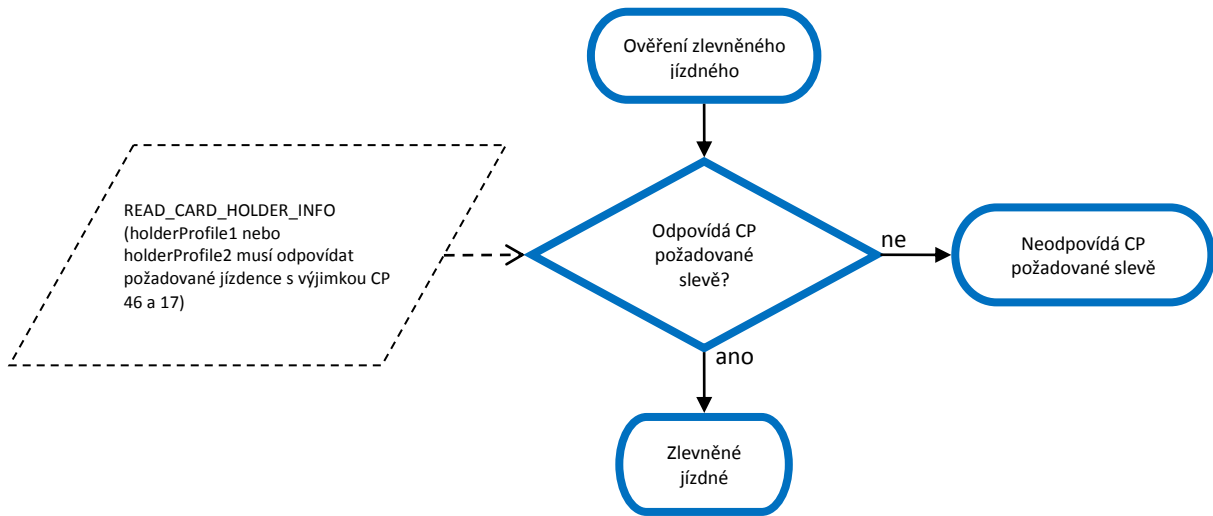 Ověření zlevněného
jízdného
READ_CARD_HOLDER_INFO
(holderProfile1 nebo
holderProfile2 musí odpovídat
požadované jízdence s výjimkou CP
46 a 17)
Odpovídá CP
požadované
slevě?
ne
Neodpovídá CP
požadované slevě
ano
Zlevněné
jízdné